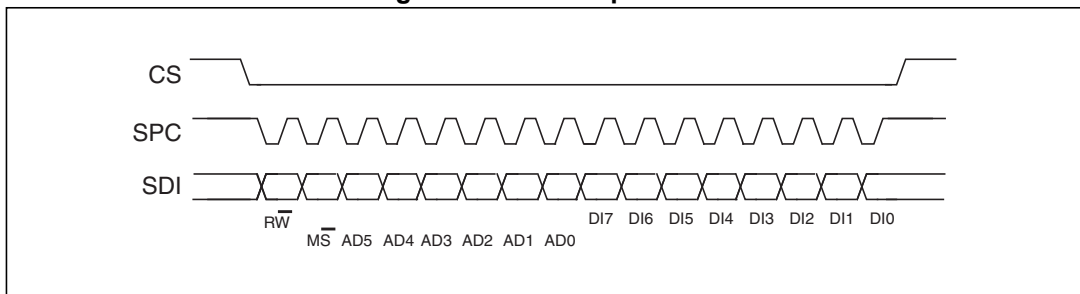 CS
SPC
SDI
RW̅
DI7 DI6 DI5 DI4 DI3 DI2 DI1 DI0
MS̅ AD5 AD4 AD3 AD2 AD1 AD0